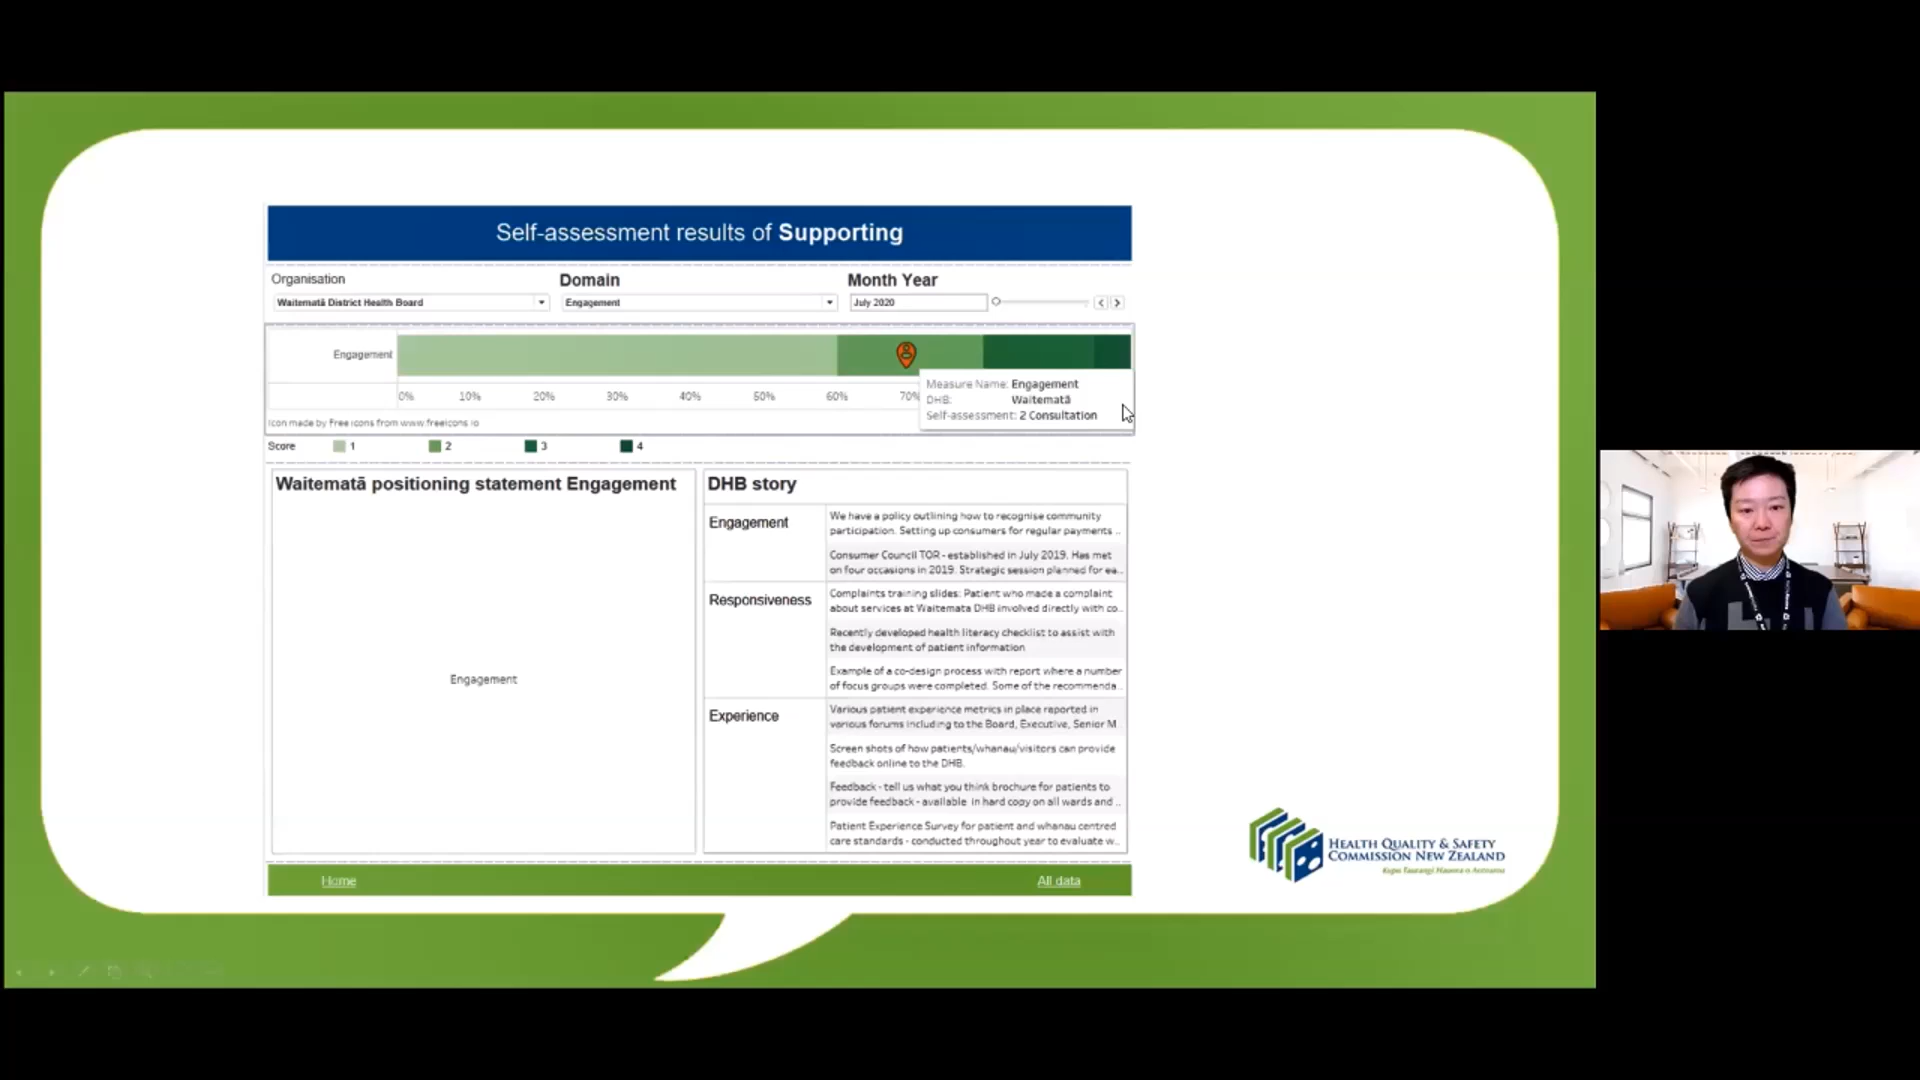 Self-assessment results of Supporting
Organisation
Domain
Month Year
Waitematā District Health Board
Engagement
July 2020
Engagement
0% 10% 20% 30% 40% 50% 60% 70%
Measure Name: Engagement
DHB: Waitematā
Self-assessment: 2 Consultation
Icon made by Free icons from www.freeicons.io
Score 1 2 3 4
Waitematā positioning statement Engagement
Engagement
DHB story
Engagement
We have a policy outlining how to recognise community
participation. Setting up consumers for regular payments ..
Consumer Council TOR - established in July 2019. Has met
on four occasions in 2019. Strategic session planned for ea..
Responsiveness
Complaints training slides: Patient who made a complaint
about services at Waitemata DHB involved directly with co..
Recently developed health literacy checklist to assist with
the development of patient information
Example of a co-design process with report where a number
of focus groups were completed. Some of the recommenda..
Experience
Various patient experience metrics in place reported in
various forums including to the Board, Executive, Senior M..
Screen shots of how patients/whanau/visitors can provide
feedback online to the DHB.
Feedback - tell us what you think brochure for patients to
provide feedback - available in hard copy on all wards and ..
Patient Experience Survey for patient and whanau centred
care standards - conducted throughout year to evaluate w..
Home
All data
HEALTH QUALITY & SAFETY
COMMISSION NEW ZEALAND
Kupu Taurangi Hauora o Aotearoa